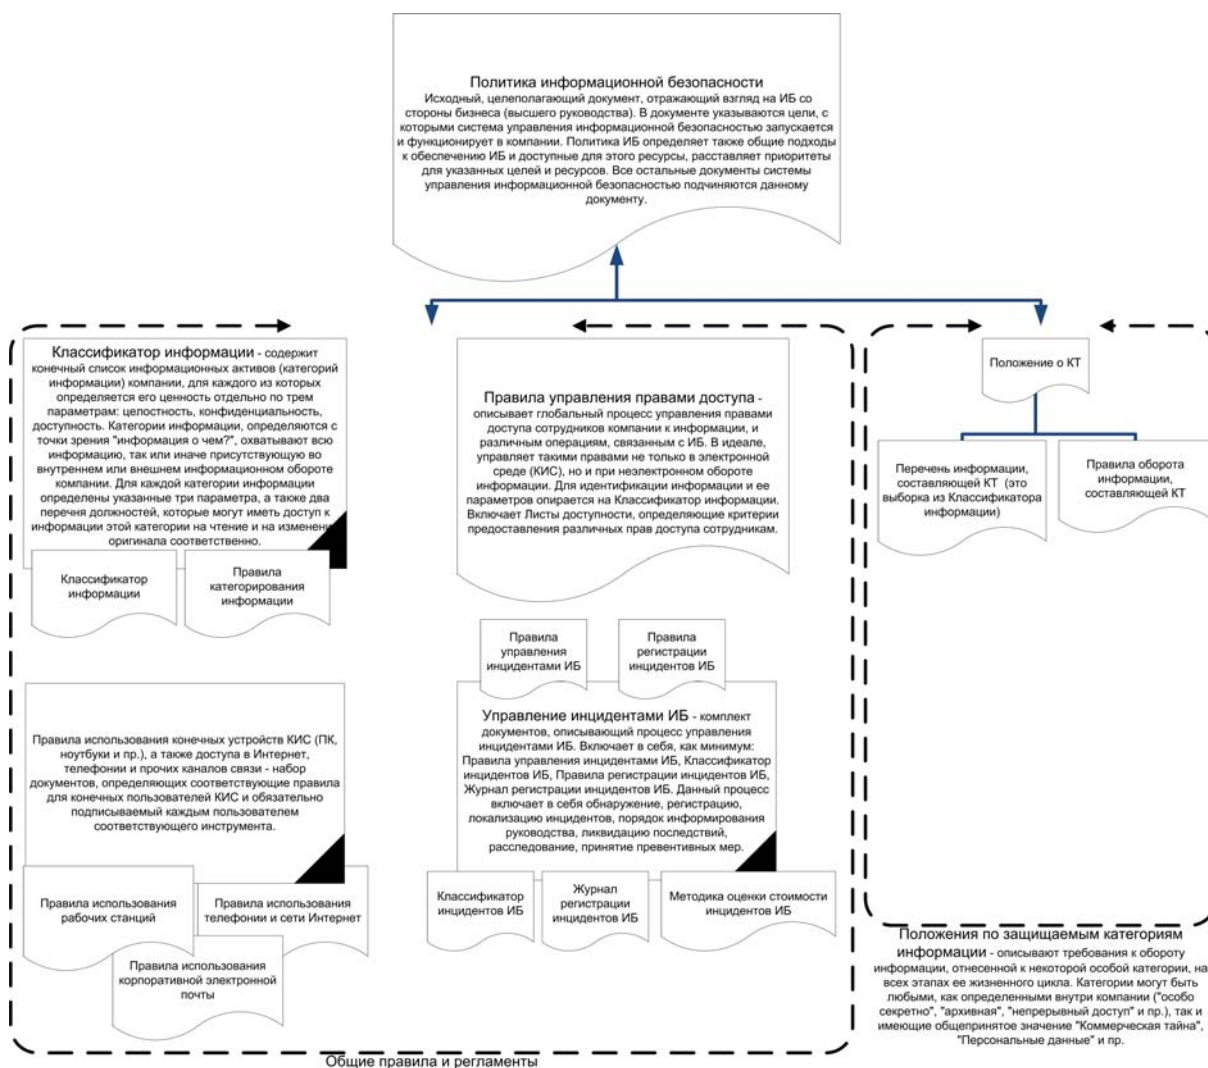 Политика информационной безопасности
Исходный, целеполагающий документ, отражающий взгляд на ИБ со
стороны бизнеса (высшего руководства). В документе указываются цели, с
которыми система управления информационной безопасностью запускается
и функционирует в компании. Политика ИБ определяет также общие подходы
к обеспечению ИБ и доступные для этого ресурсы, расставляет приоритеты
для указанных целей и ресурсов. Все остальные документы системы
управления информационной безопасностью подчиняются данному
документу.
Классификатор информации - содержит
конечный список информационных активов (категорий
информации) компании, для каждого из которых
определяется его ценность отдельно по трем
параметрам: целостность, конфиденциальность,
доступность. Категории информации, определяются с
точки зрения "информация о чем?", охватывают всю
информацию, так или иначе присутствующую во
внутреннем или внешнем информационном обороте
компании. Для каждой категории информации
определены указанные три параметра, а также два
перечня должностей, которые могут иметь доступ к
информации этой категории на чтение и на изменение
оригинала соответственно.
Классификатор
информации
Правила
категорирования
информации
Правила использования конечных устройств КИС (ПК,
ноутбуки и пр.), а также доступа в Интернет,
телефонии и прочих каналов связи - набор
документов, определяющих соответствующие правила
для конечных пользователей КИС и обязательно
подписываемый каждым пользователем
соответствующего инструмента.
Правила использования
рабочих станций
Правила использования
телефонии и сети Интернет
Правила использования
корпоративной электронной
почты
Правила управления правами доступа -
описывает глобальный процесс управления правами
доступа сотрудников компании к информации, и
различным операциям, связанным с ИБ. В идеале,
управляет такими правами не только в электронной
среде (КИС), но и при неэлектронном обороте
информации. Для идентификации информации и ее
параметров опирается на Классификатор информации.
Включает Листы доступности, определяющие критерии
предоставления различных прав доступа сотрудникам.
Правила
управления
инцидентами ИБ
Правила
регистрации
инцидентов ИБ
Управление инцидентами ИБ - комплект
документов, описывающий процесс управления
инцидентами ИБ. Включает в себя, как минимум:
Правила управления инцидентами ИБ, Классификатор
инцидентов ИБ, Правила регистрации инцидентов ИБ,
Журнал регистрации инцидентов ИБ. Данный процесс
включает в себя обнаружение, регистрацию,
локализацию инцидентов, порядок информирования
руководства, ликвидацию последствий,
расследование, принятие превентивных мер.
Классификатор
инцидентов ИБ
Журнал
регистрации
инцидентов ИБ
Методика оценки стоимости
инцидентов ИБ
Общие правила и регламенты
Положение о КТ
Перечень информации,
составляющей КТ (это
выборка из Классификатора
информации)
Правила оборота
информации,
составляющей КТ
Положения по защищаемым категориям
информации - описывают требования к обороту
информации, отнесенной к некоторой особой категории, на
всех этапах ее жизненного цикла. Категории могут быть
любыми, как определенными внутри компании ("особо
секретно", "архивная", "непрерывный доступ" и пр.), так и
имеющие общепринятое значение "Коммерческая тайна",
"Персональные данные" и пр.